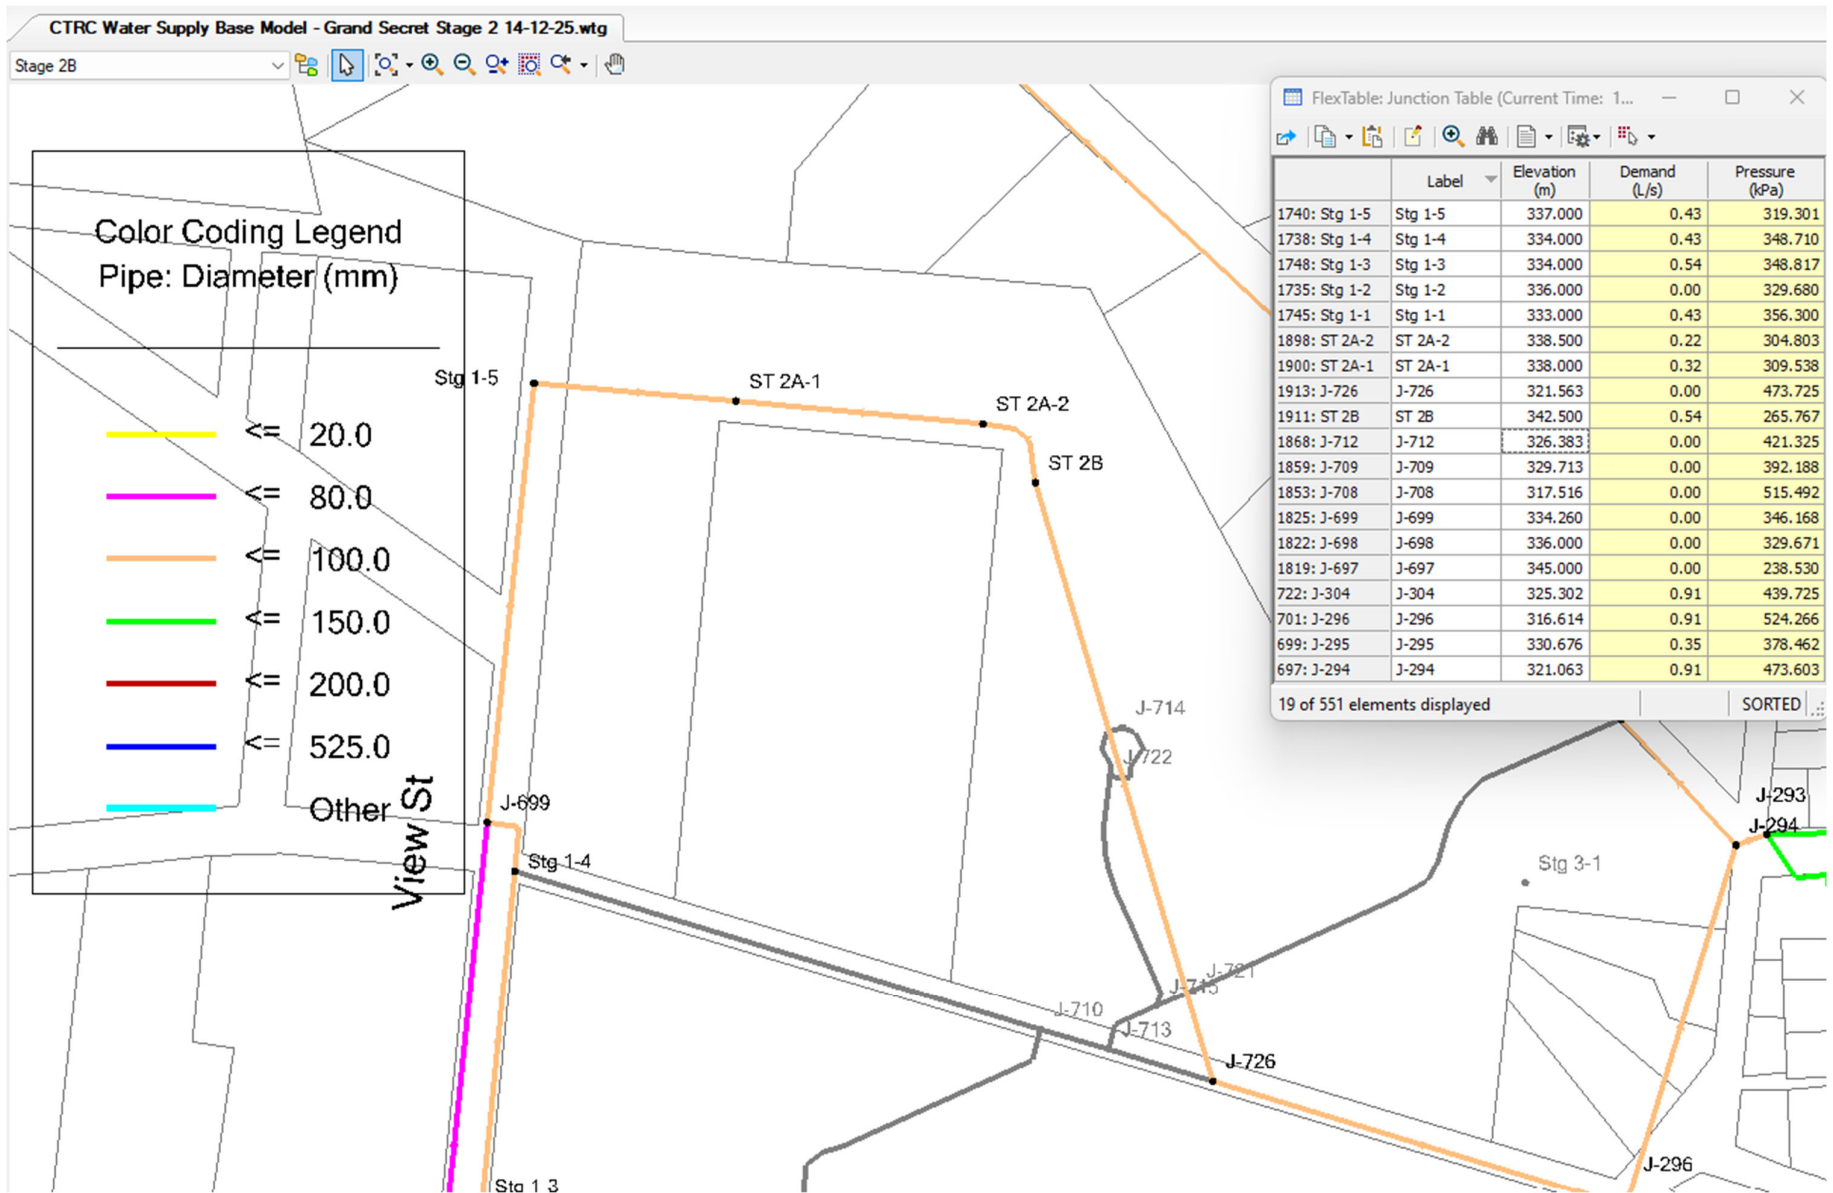 CTRC Water Supply Base Model - Grand Secret Stage 2 14-12-25.wtg
Stage 2B
Color Coding Legend
Pipe: Diameter (mm)
<= 20.0
<= 80.0
<= 100.0
<= 150.0
<= 200.0
<= 525.0
<= Other
View St
Stg 1-5
ST 2A-1
ST 2A-2
ST 2B
J-699
Stg 1-4
J-714
J-722
J-721
J-715
J-710
J-713
J-726
Stg 3-1
J-293
J-294
J-296
Stg 1 3
FlexTable: Junction Table (Current Time: 1...
Label Elevation (m) Demand (L/s) Pressure (kPa)
1740: Stg 1-5 Stg 1-5 337.000 0.43 319.301
1738: Stg 1-4 Stg 1-4 334.000 0.43 348.710
1748: Stg 1-3 Stg 1-3 334.000 0.54 348.817
1735: Stg 1-2 Stg 1-2 336.000 0.00 329.680
1745: Stg 1-1 Stg 1-1 333.000 0.43 356.300
1898: ST 2A-2 ST 2A-2 338.500 0.22 304.803
1900: ST 2A-1 ST 2A-1 338.000 0.32 309.538
1913: J-726 J-726 321.563 0.00 473.725
1911: ST 2B ST 2B 342.500 0.54 265.767
1868: J-712 J-712 326.383 0.00 421.325
1859: J-709 J-709 329.713 0.00 392.188
1853: J-708 J-708 317.516 0.00 515.492
1825: J-699 J-699 334.260 0.00 346.168
1822: J-698 J-698 336.000 0.00 329.671
1819: J-697 J-697 345.000 0.00 238.530
722: J-304 J-304 325.302 0.91 439.725
701: J-296 J-296 316.614 0.91 524.266
699: J-295 J-295 330.676 0.35 378.462
697: J-294 J-294 321.063 0.91 473.603
19 of 551 elements displayed SORTED